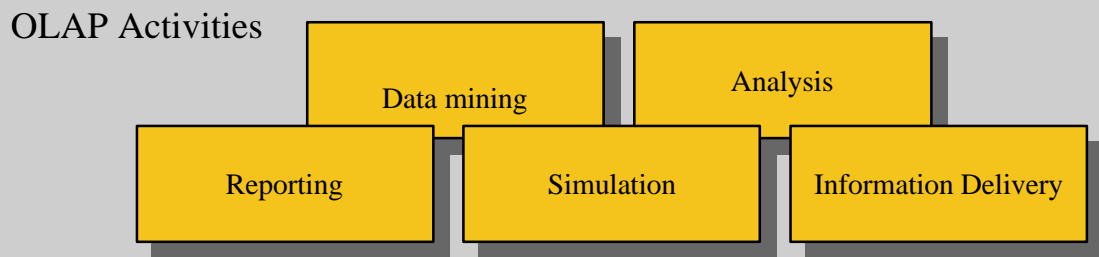 OLAP Activities
Data mining
Analysis
Reporting
Simulation
Information Delivery